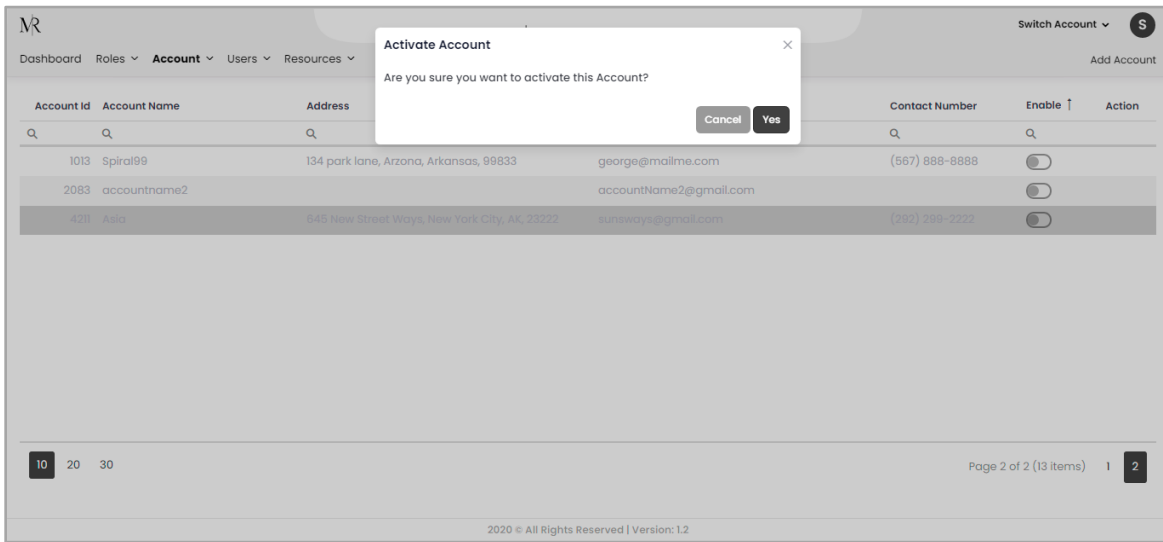 MR
Switch Account
S
Activate Account
Dashboard Roles Account Users Resources
Add Account
Are you sure you want to activate this Account?
Cancel Yes
Account Id Account Name Address Contact Number Enable Action
1013 Spiral99 134 park lane, Arzona, Arkansas, 99833 george@mailme.com (567) 888-8888
2083 accountname2 accountName2@gmail.com
4211 Asia 645 New Street Ways, New York City, AK, 23222 sunsways@gmail.com (292) 299-2222
10 20 30 Page 2 of 2 (13 items) 1 2
2020 © All Rights Reserved | Version: 1.2